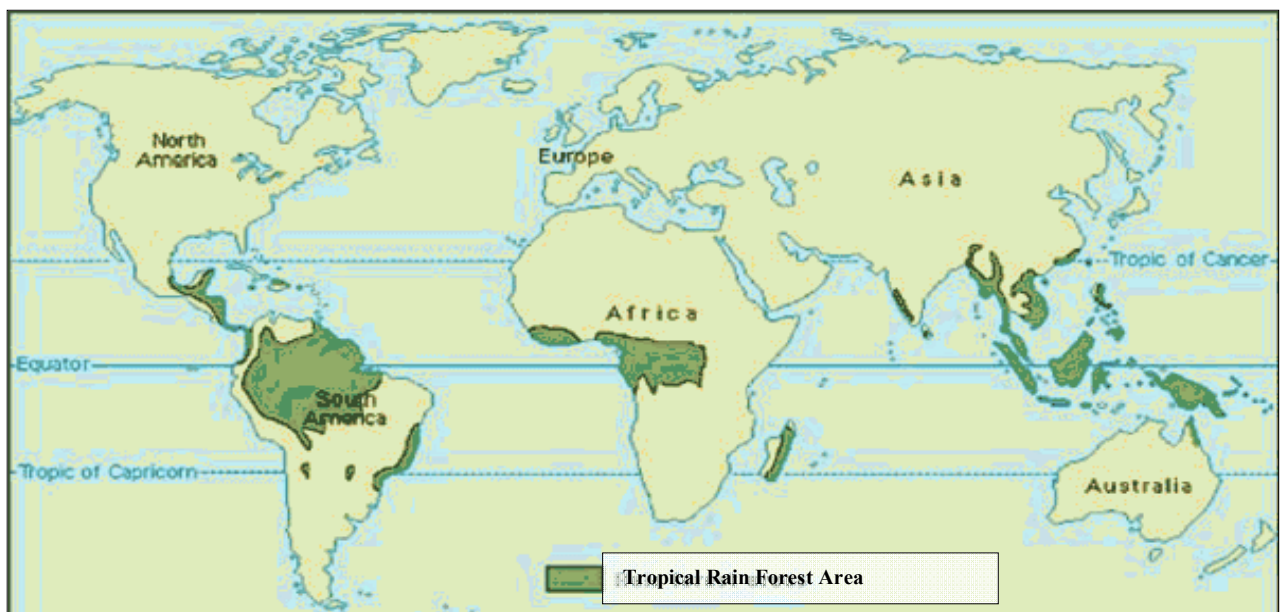 North
America
Europe
Asia
Tropic of Cancer
Africa
Equator
South
America
Tropic of Capricorn
Australia
Tropical Rain Forest Area